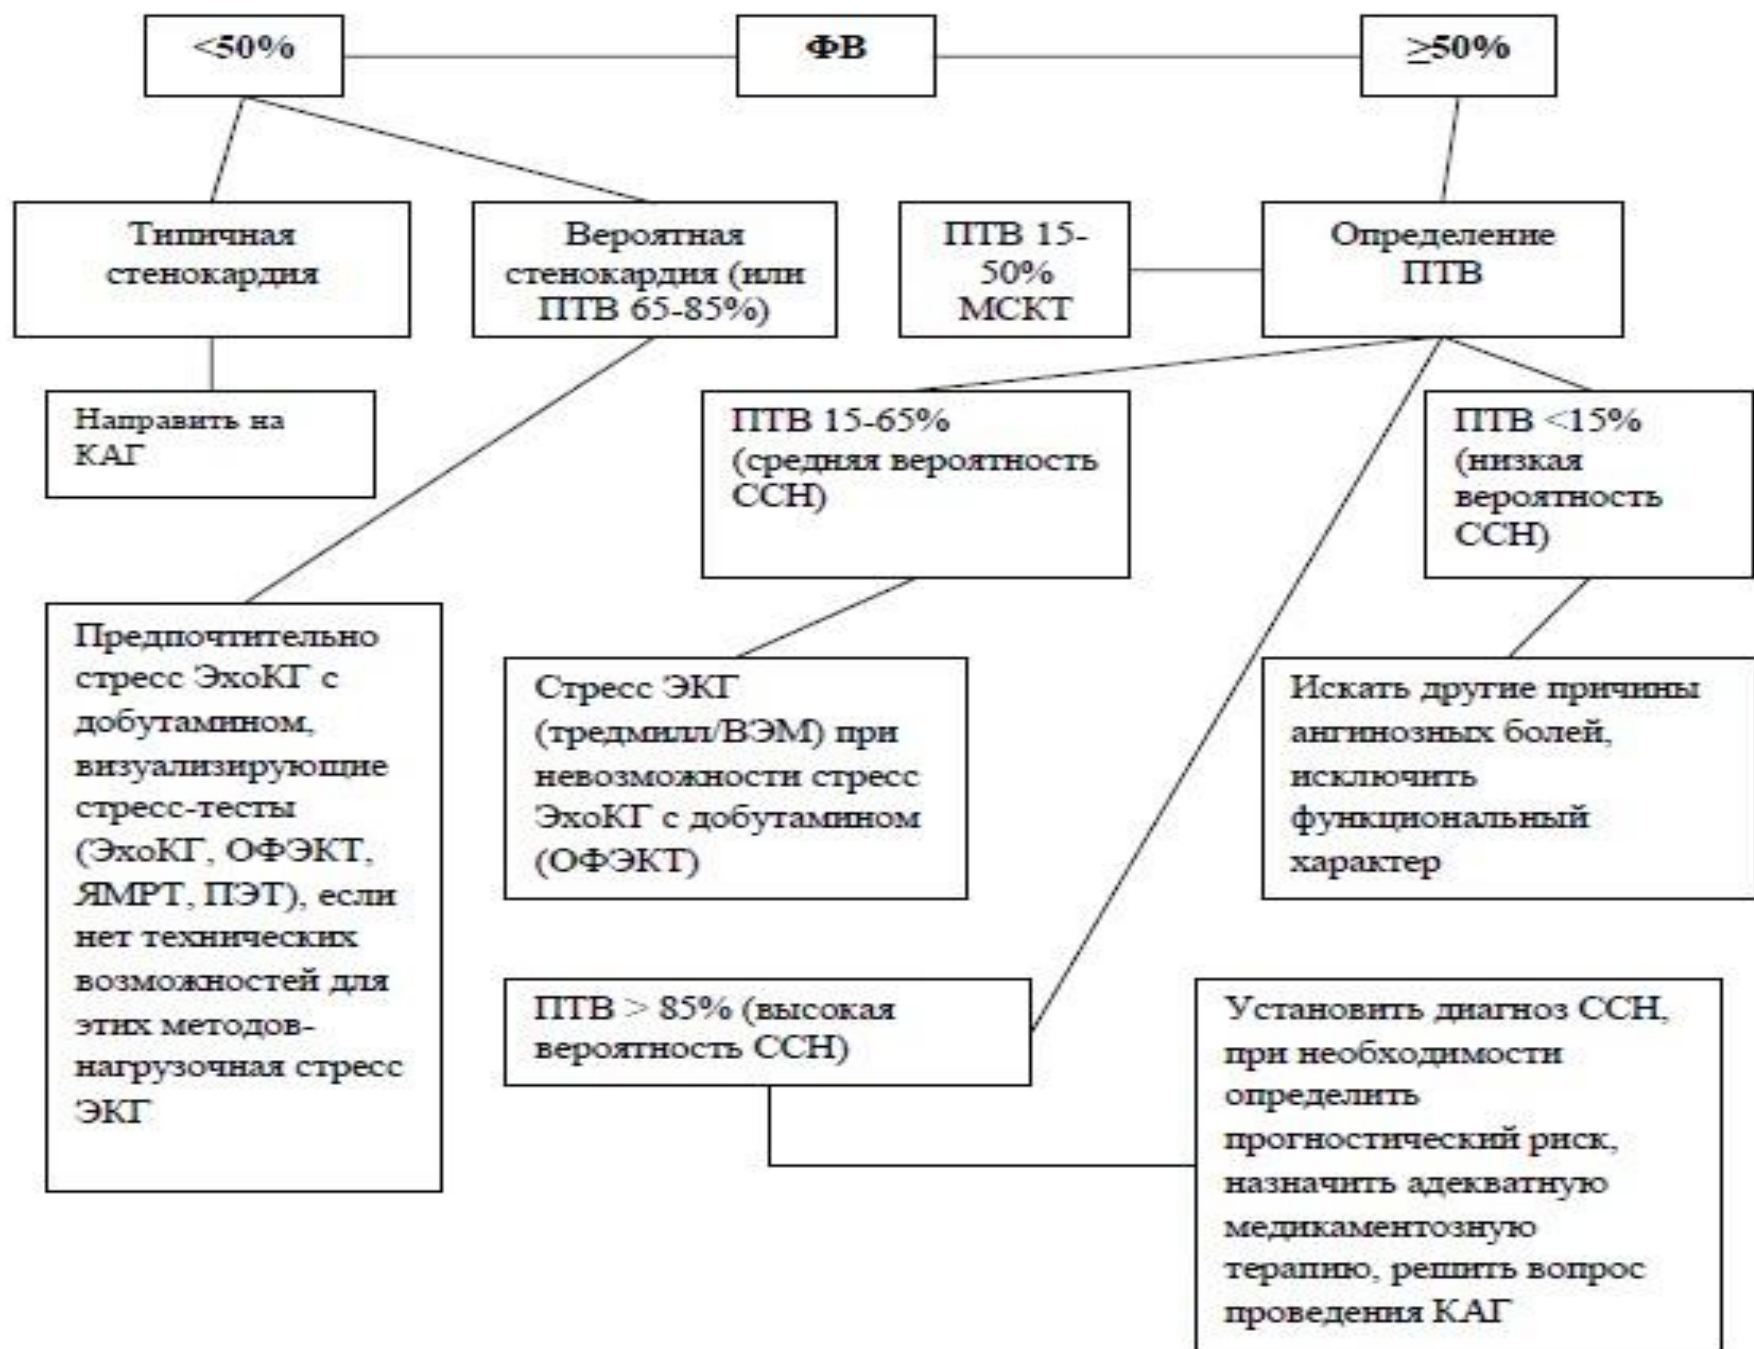 <50%
ФВ
≥50%
Типичная
стенокардия
Вероятная
стенокардия (или
ПТВ 65-85%)
ПТВ 15-
50%
МСКТ
Определение
ПТВ
Направить на
КАГ
ПТВ 15-65%
(средняя вероятность
ССН)
ПТВ <15%
(низкая
вероятность
ССН)
Предпочтительно
стресс ЭхоКГ с
добутамином,
визуализирующие
стресс-тесты
(ЭхоКГ, ОФЭКТ,
ЯМРТ, ПЭТ), если
нет технических
возможностей для
этих методов-
нагрузочная стресс
ЭКГ
Стресс ЭКГ
(тредмилл/ВЭМ) при
невозможности стресс
ЭхоКГ с добутамином
(ОФЭКТ)
Искать другие причины
ангинозных болей,
исключить
функциональный
характер
ПТВ > 85% (высокая
вероятность ССН)
Установить диагноз ССН,
при необходимости
определить
прогностический риск,
назначить адекватную
медикаментозную
терапию, решить вопрос
проведения КАГ